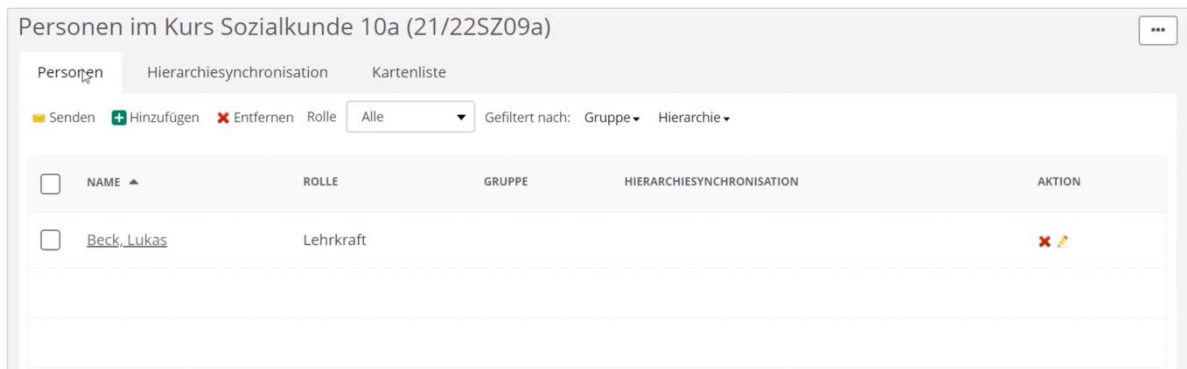 Personen im Kurs Sozialkunde 10a (21/22SZ09a)
Personen Hierarchiesynchronisation Kartenliste
Senden Hinzufügen Entfernen Rolle Alle Gefiltert nach: Gruppe Hierarchie
NAME ROLLE GRUPPE HIERARCHIESYNCHRONISATION AKTION
Beck, Lukas Lehrkraft